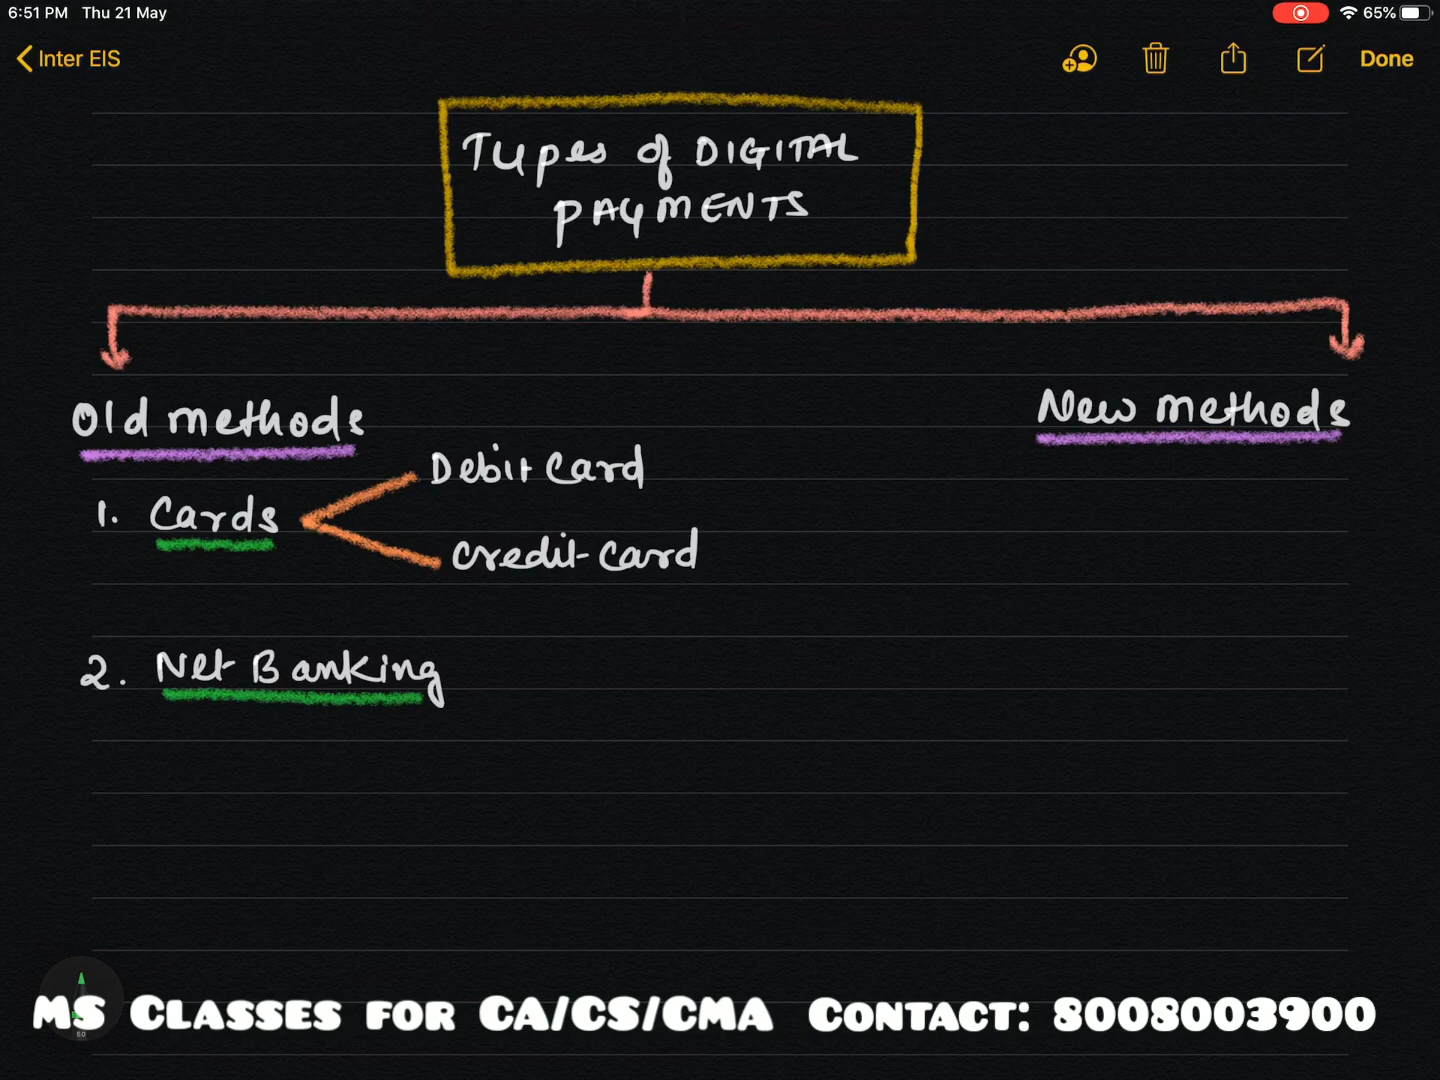 6:51 PM Thu 21 May 65%
Inter EIS Done
Types of DIGITAL
PAYMENTS
Old methods
New methods
Debit Card
1. Cards
Credit Card
2. Net Banking
50
MS Classes for CA/CS/CMA Contact: 8008003900